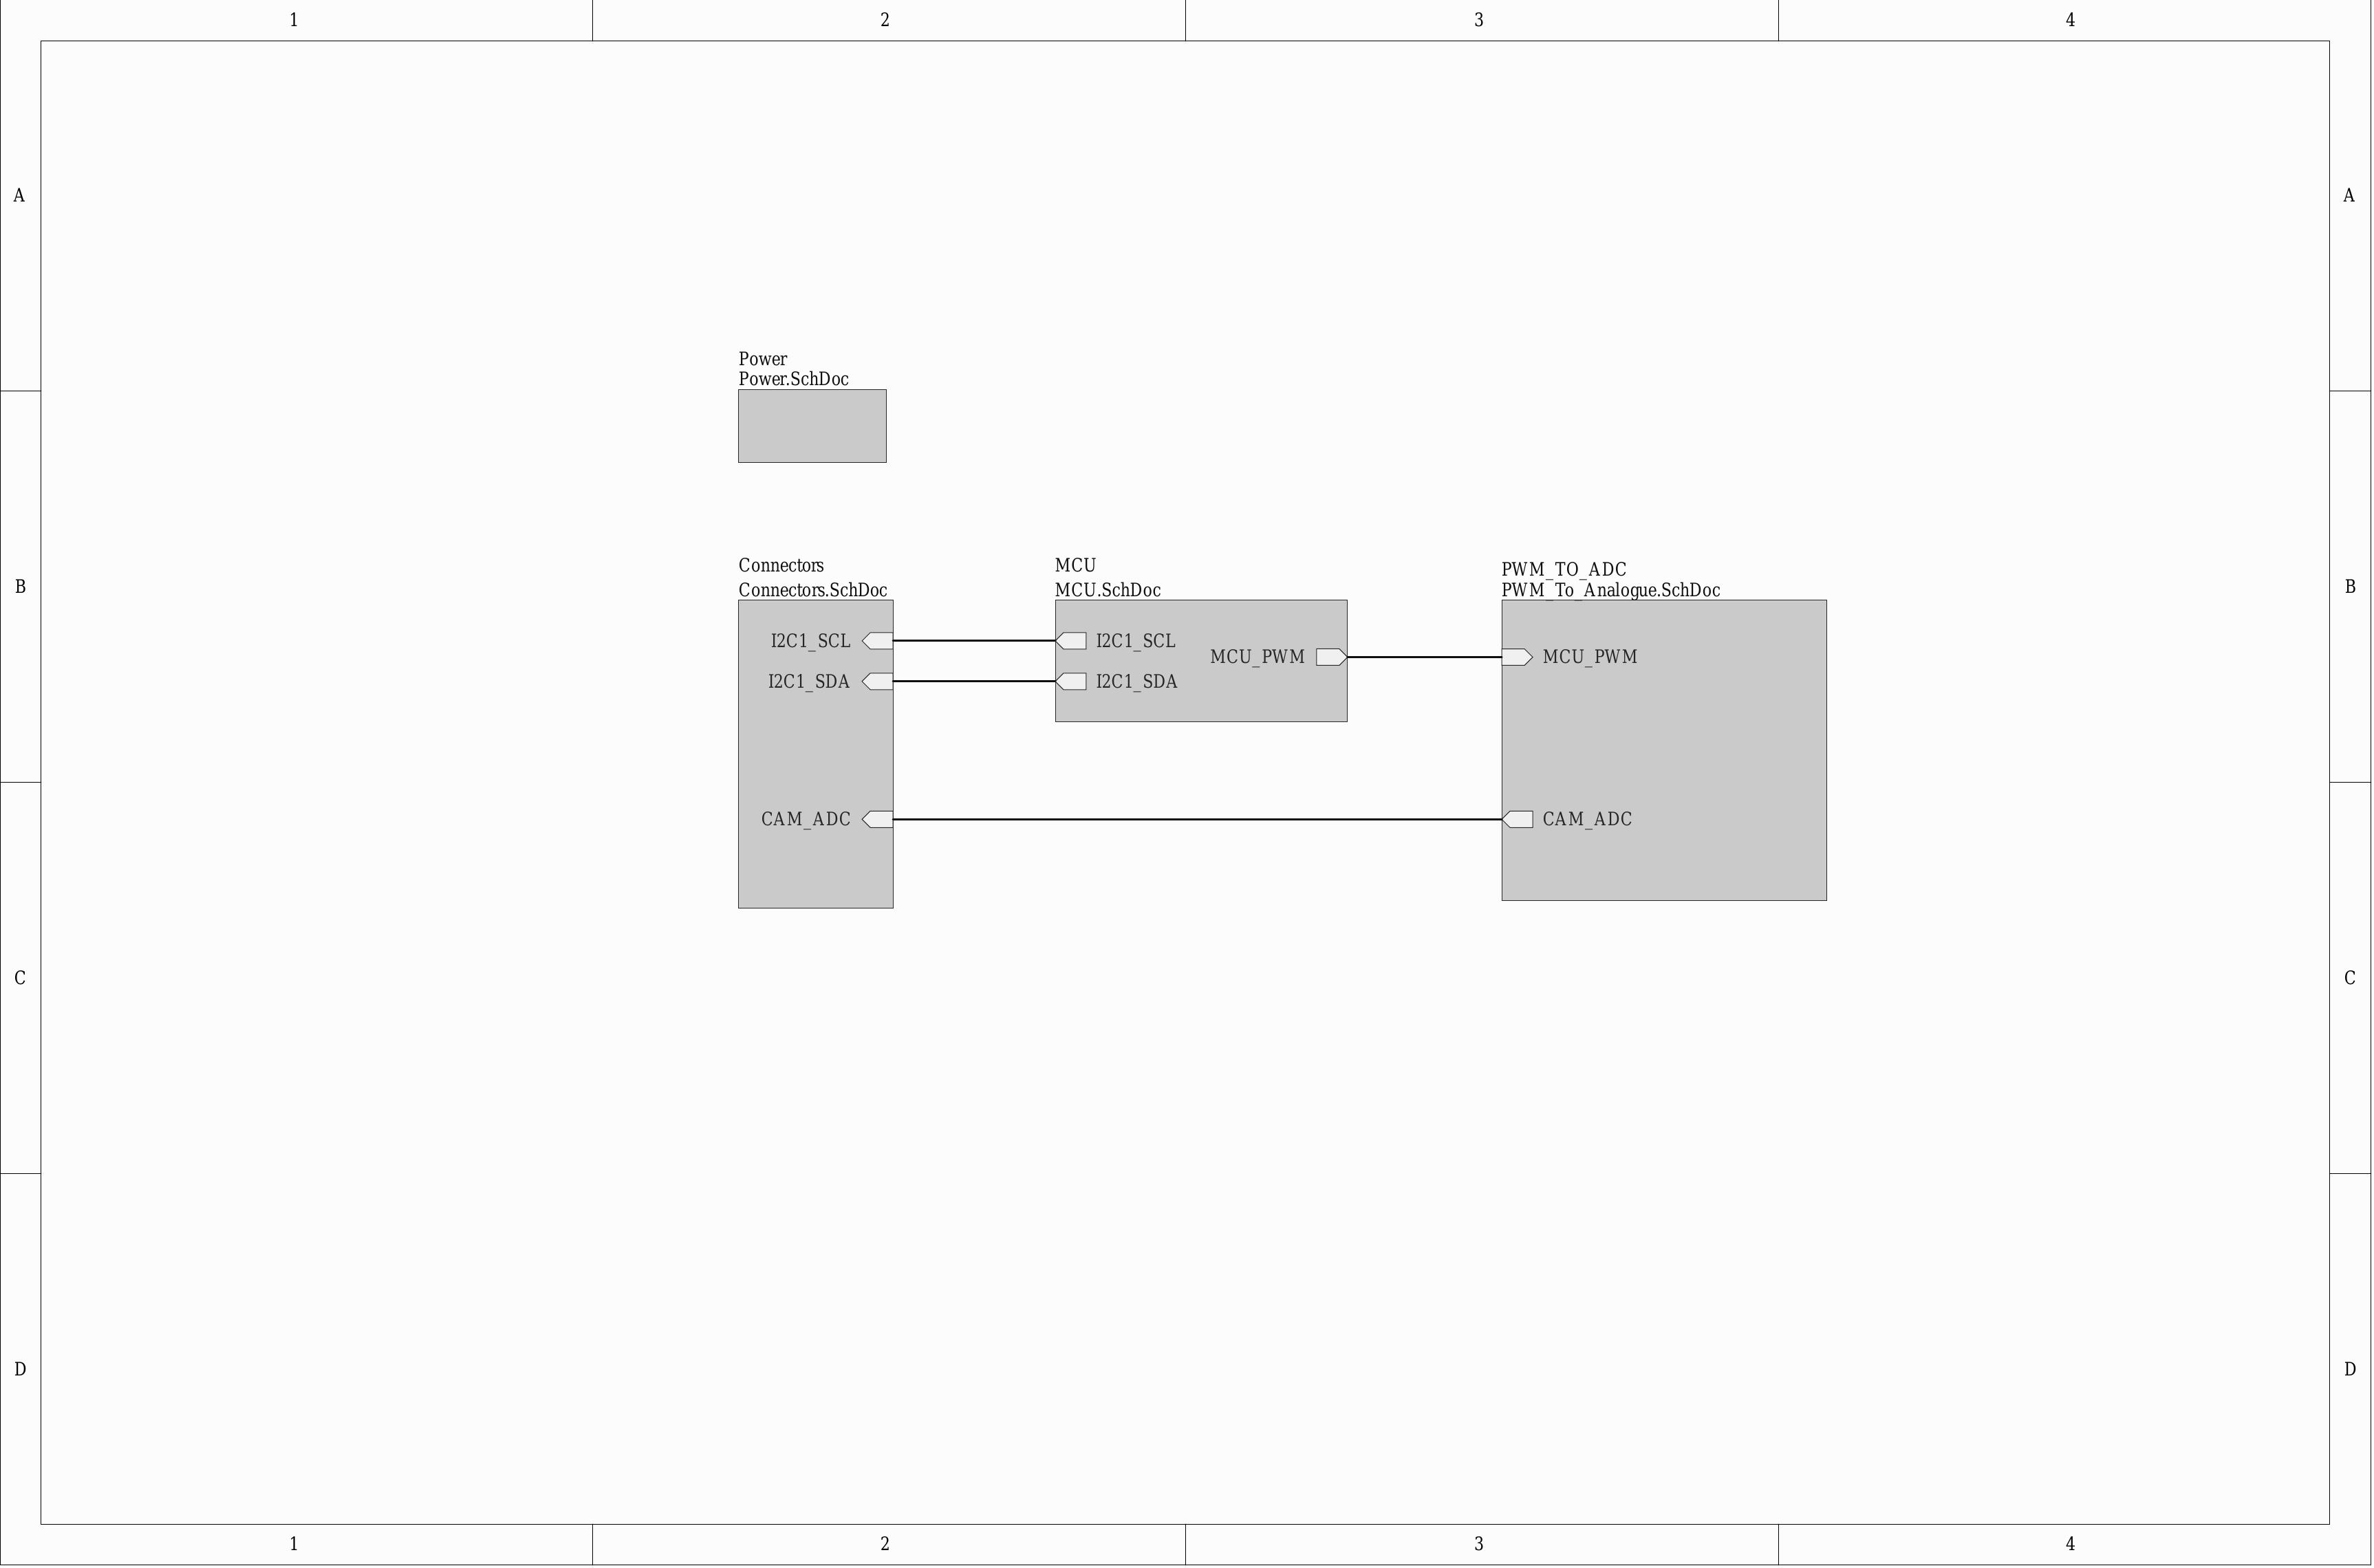 1 2 3 4
A A
Power
Power.SchDoc
Connectors
Connectors.SchDoc
MCU
MCU.SchDoc
PWM_TO_ADC
PWM_To_Analogue.SchDoc
B B
I2C1_SCL I2C1_SCL
MCU_PWM MCU_PWM
I2C1_SDA I2C1_SDA
CAM_ADC CAM_ADC
C C
D D
1 2 3 4